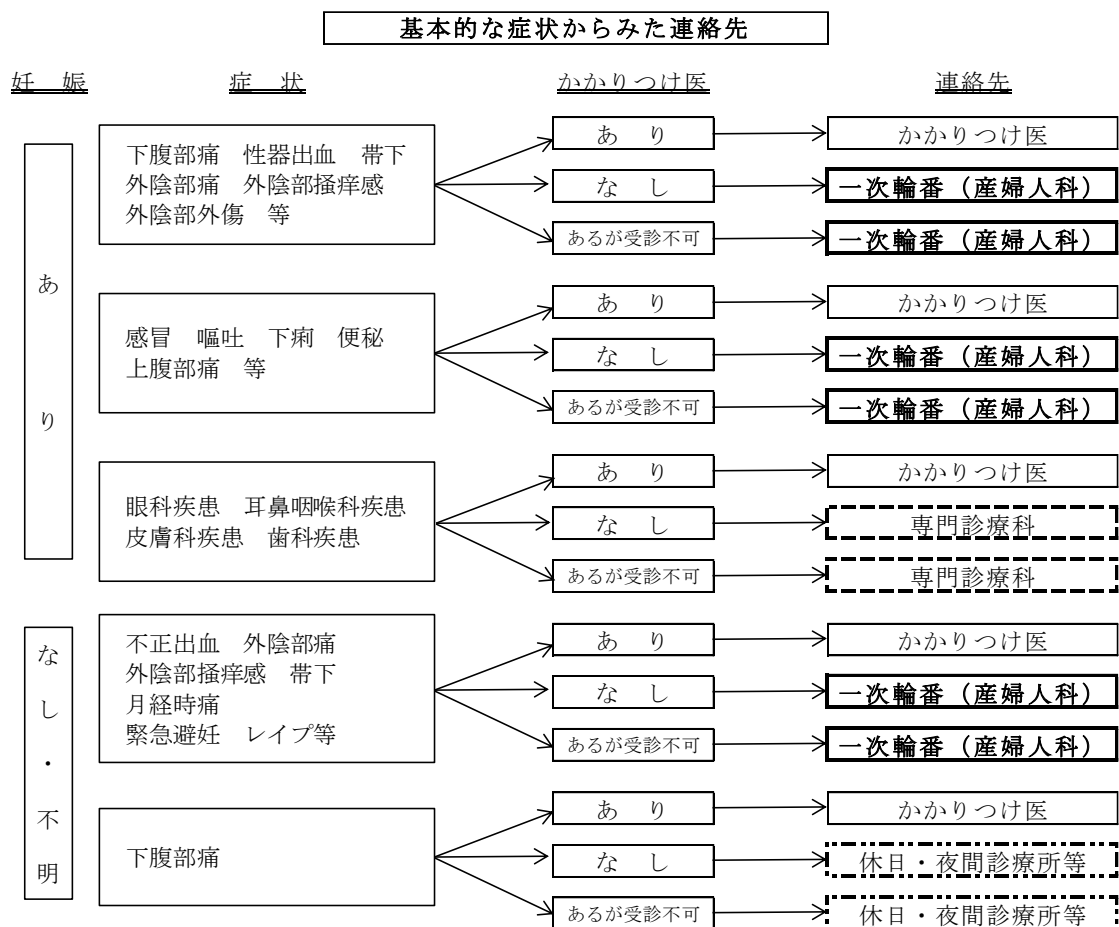 基本的な症状からみた連絡先
妊　娠　症　状　かかりつけ医　連絡先
あり
下腹部痛　性器出血　帯下
外陰部痛　外陰部掻痒感
外陰部外傷　等
あ　り　かかりつけ医
な　し　一次輪番（産婦人科）
あるが受診不可　一次輪番（産婦人科）
感冒　嘔吐　下痢　便秘
上腹部痛　等
あ　り　かかりつけ医
な　し　一次輪番（産婦人科）
あるが受診不可　一次輪番（産婦人科）
眼科疾患　耳鼻咽喉科疾患
皮膚科疾患　歯科疾患
あ　り　かかりつけ医
な　し　専門診療科
あるが受診不可　専門診療科
なし・不明
不正出血　外陰部痛
外陰部掻痒感　帯下
月経時痛
緊急避妊　レイプ等
あ　り　かかりつけ医
な　し　一次輪番（産婦人科）
あるが受診不可　一次輪番（産婦人科）
下腹部痛
あ　り　かかりつけ医
な　し　休日・夜間診療所等
あるが受診不可　休日・夜間診療所等